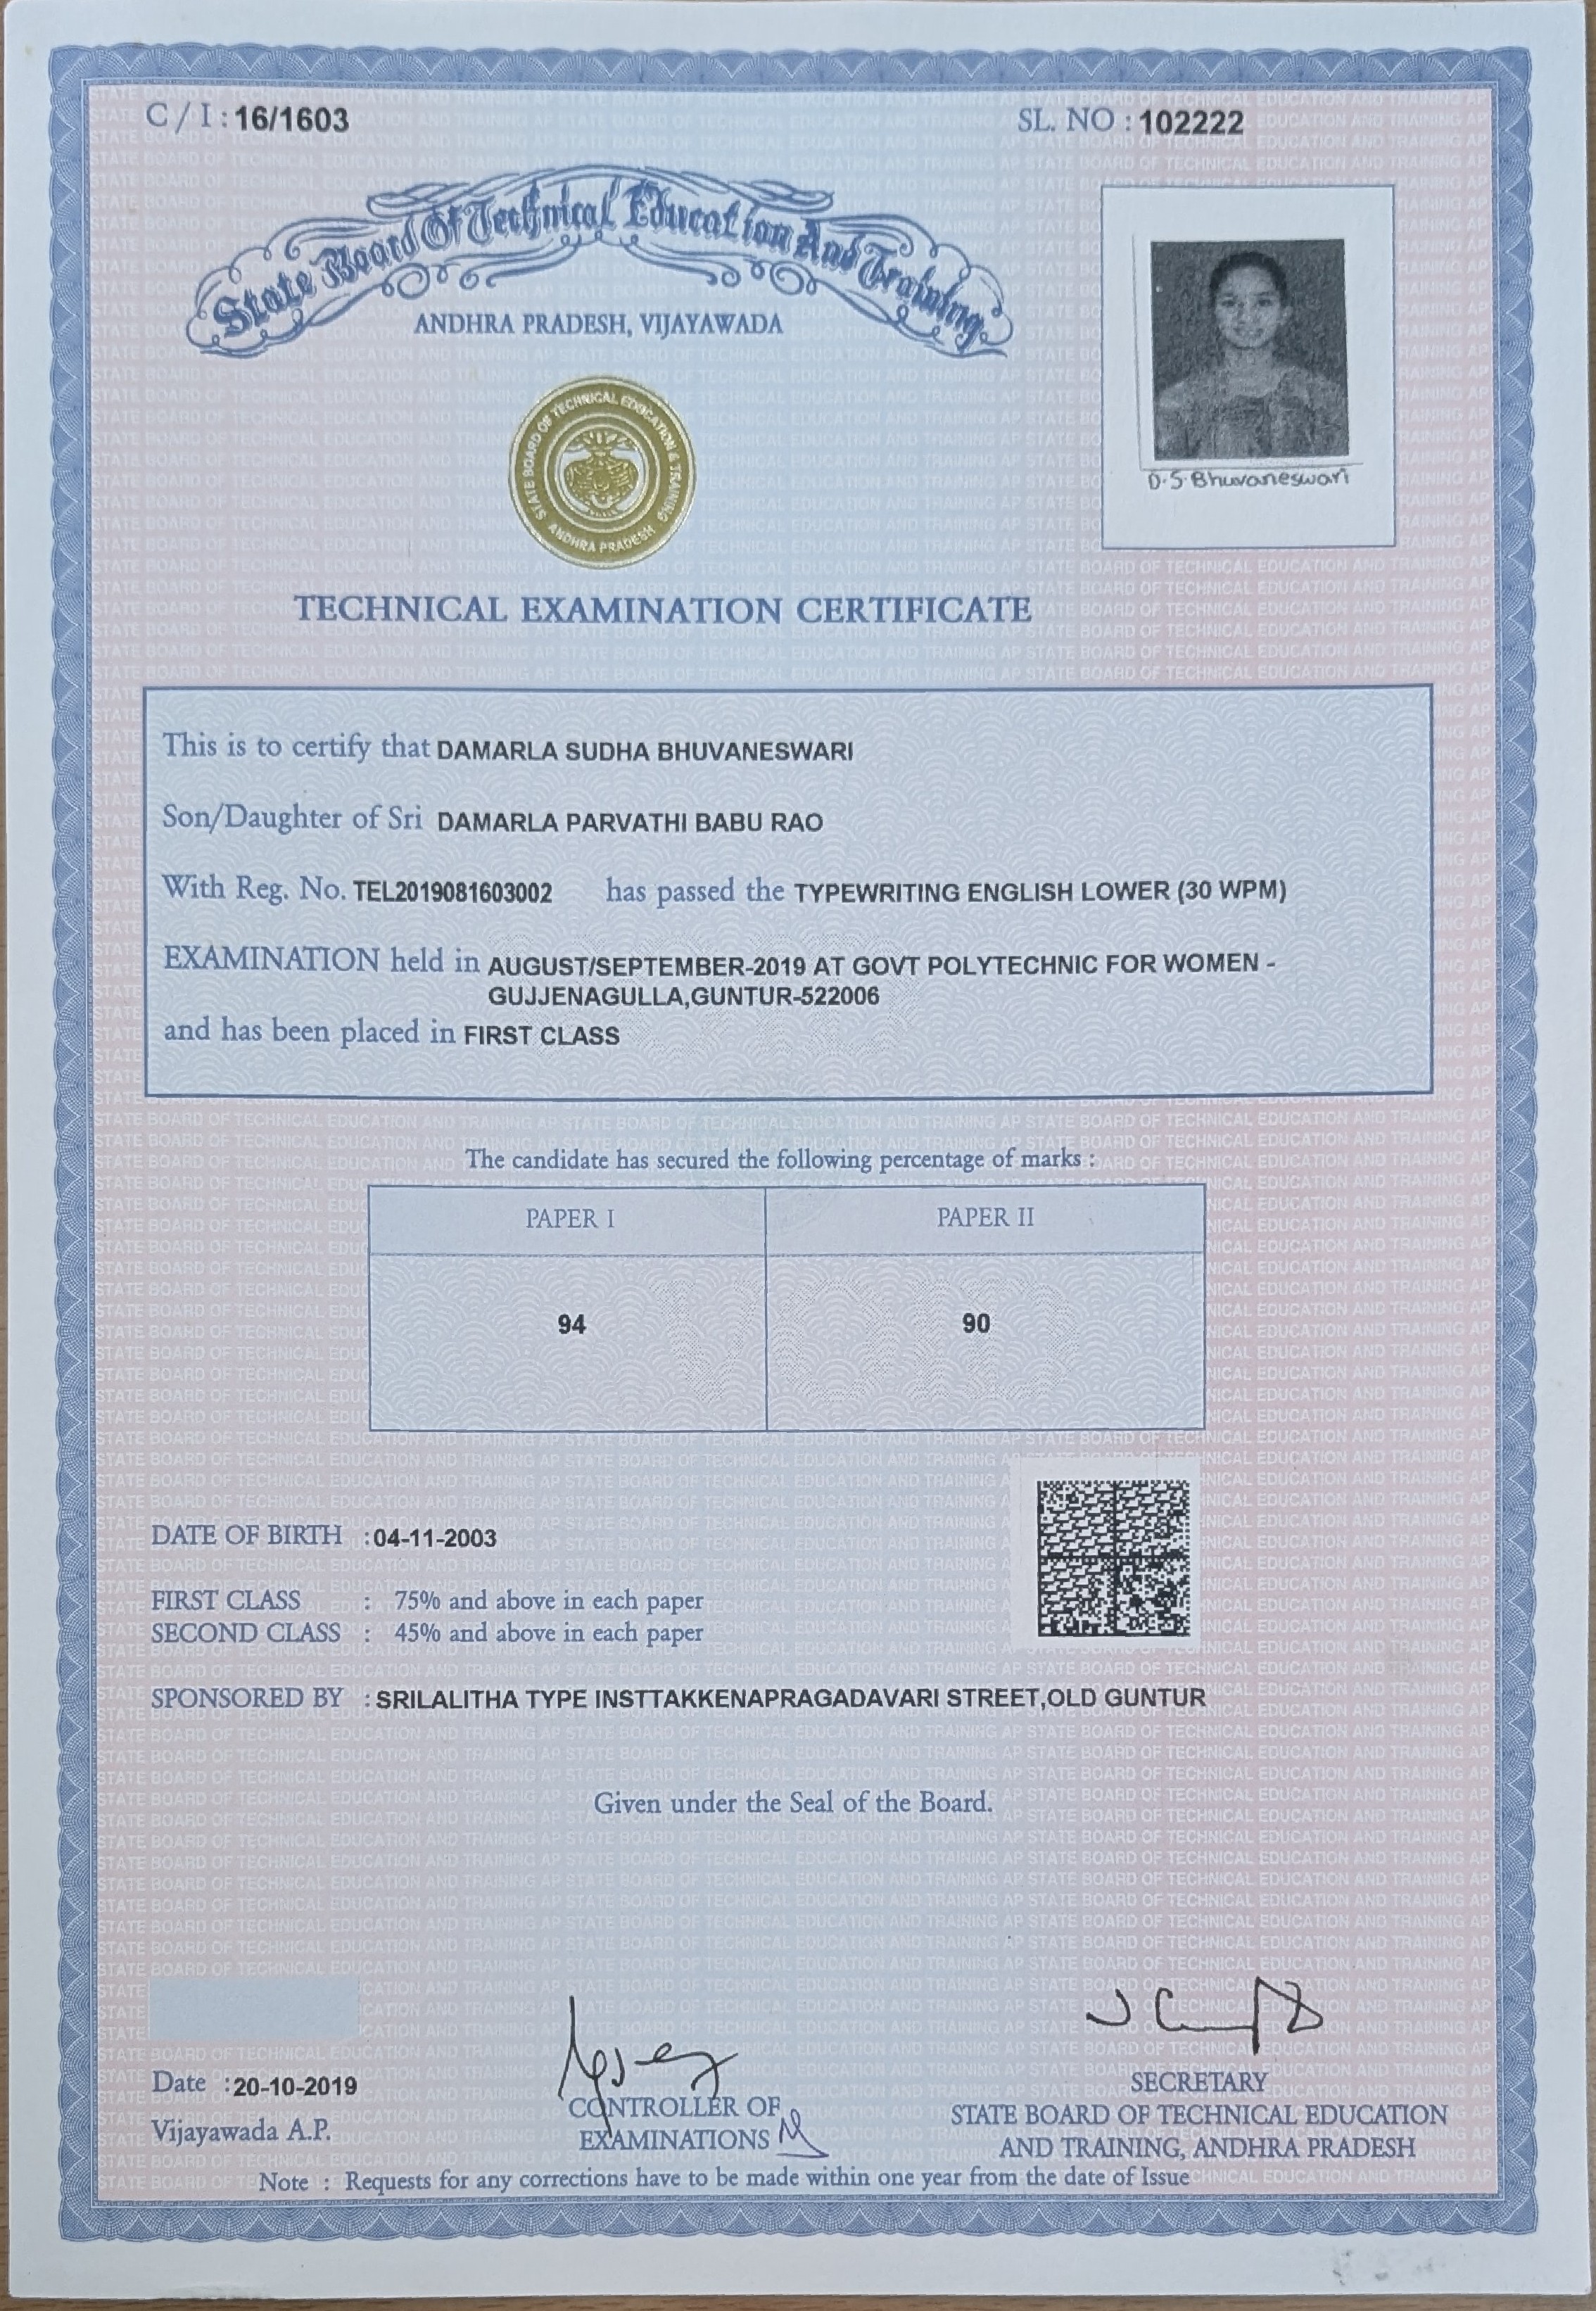 C / I : 16/1603
SL. NO : 102222
State Board Of Technical Education And Training
ANDHRA PRADESH, VIJAYAWADA
STATE BOARD OF TECHNICAL EDUCATION & TRAINING
ANDHRA PRADESH
D.S.Bhuvaneswari
TECHNICAL EXAMINATION CERTIFICATE
This is to certify that DAMARLA SUDHA BHUVANESWARI
Son/Daughter of Sri DAMARLA PARVATHI BABU RAO
With Reg. No. TEL2019081603002 has passed the TYPEWRITING ENGLISH LOWER (30 WPM)
EXAMINATION held in AUGUST/SEPTEMBER-2019 AT GOVT POLYTECHNIC FOR WOMEN -
GUJJENAGULLA,GUNTUR-522006
and has been placed in FIRST CLASS
The candidate has secured the following percentage of marks :
PAPER I PAPER II
94 90
DATE OF BIRTH : 04-11-2003
FIRST CLASS : 75% and above in each paper
SECOND CLASS : 45% and above in each paper
SPONSORED BY : SRILALITHA TYPE INSTTAKKENAPRAGADAVARI STREET,OLD GUNTUR
Given under the Seal of the Board.
Date : 20-10-2019
Vijayawada A.P.
CONTROLLER OF
EXAMINATIONS
SECRETARY
STATE BOARD OF TECHNICAL EDUCATION
AND TRAINING, ANDHRA PRADESH
Note : Requests for any corrections have to be made within one year from the date of Issue